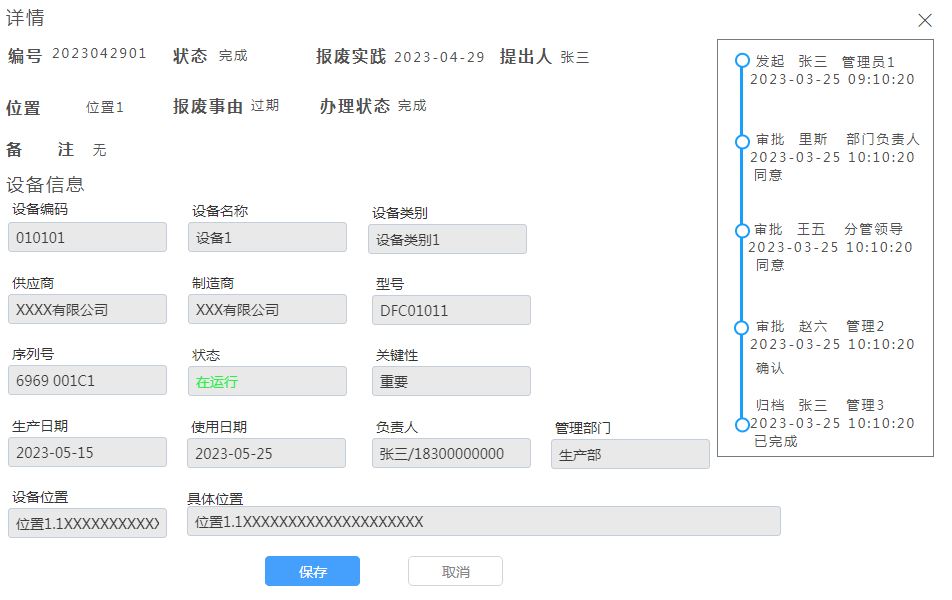 详情
编号 2023042901 状态 完成 报废实践 2023-04-29 提出人 张三
位置 位置1 报废事由 过期 办理状态 完成
备 注 无
设备信息
设备编码 设备名称 设备类别
010101 设备1 设备类别1
供应商 制造商 型号
XXXX有限公司 XXX有限公司 DFC01011
序列号 状态 关键性
6969 001C1 在运行 重要
生产日期 使用日期 负责人 管理部门
2023-05-15 2023-05-25 张三/18300000000 生产部
设备位置 具体位置
位置1.1XXXXXXXXXXX 位置1.1XXXXXXXXXXXXXXXXXXXX
保存 取消
发起 张三 管理员1
2023-03-25 09:10:20
审批 里斯 部门负责人
2023-03-25 10:10:20
同意
审批 王五 分管领导
2023-03-25 10:10:20
同意
审批 赵六 管理2
2023-03-25 10:10:20
确认
归档 张三 管理3
2023-03-25 10:10:20
已完成